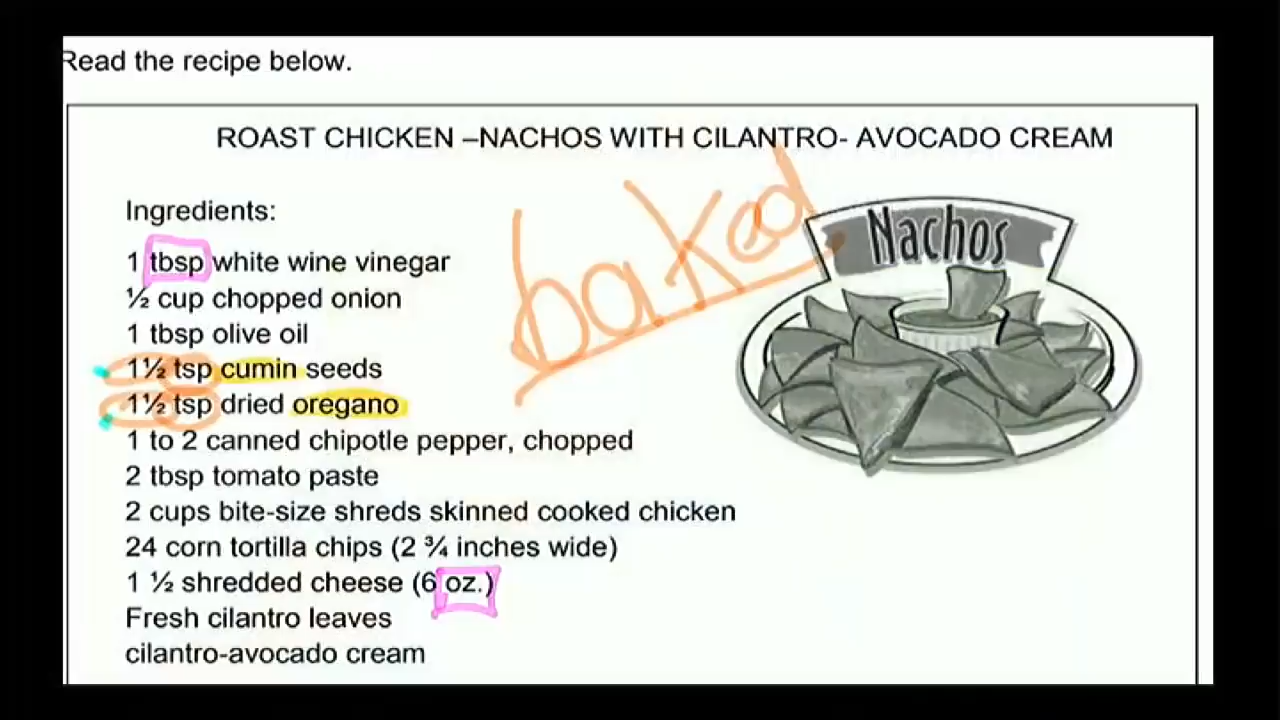 Read the recipe below.
ROAST CHICKEN –NACHOS WITH CILANTRO- AVOCADO CREAM
Ingredients:
1 tbsp white wine vinegar
½ cup chopped onion
1 tbsp olive oil
1½ tsp cumin seeds
1½ tsp dried oregano
1 to 2 canned chipotle pepper, chopped
2 tbsp tomato paste
2 cups bite-size shreds skinned cooked chicken
24 corn tortilla chips (2 ¾ inches wide)
1 ½ shredded cheese (6 oz.)
Fresh cilantro leaves
cilantro-avocado cream
baked
Nachos